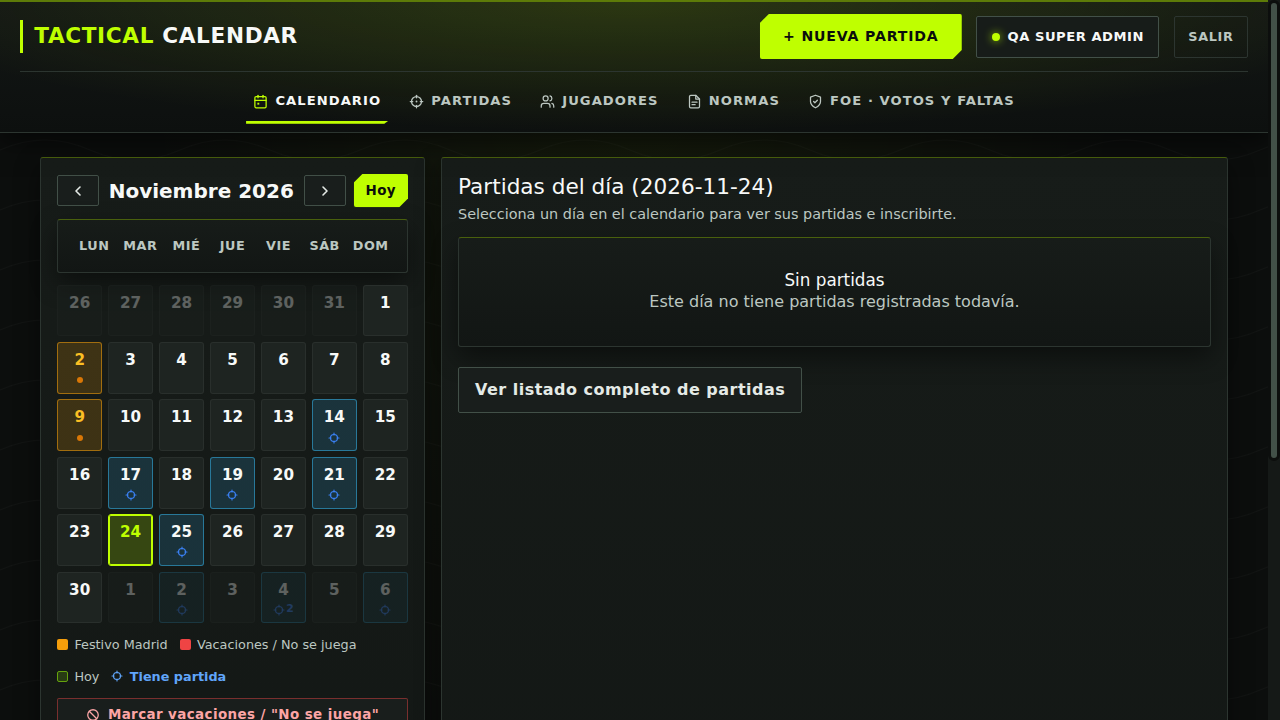 TACTICAL CALENDAR
+ NUEVA PARTIDA
QA SUPER ADMIN
SALIR
CALENDARIO
PARTIDAS
JUGADORES
NORMAS
FOE · VOTOS Y FALTAS
Noviembre 2026
Hoy
LUN MAR MIÉ JUE VIE SÁB DOM
26 27 28 29 30 31 1
2 3 4 5 6 7 8
9 10 11 12 13 14 15
16 17 18 19 20 21 22
23 24 25 26 27 28 29
30 1 2 3 4 5 6
2
Festivo Madrid
Vacaciones / No se juega
Hoy
Tiene partida
Marcar vacaciones / "No se juega"
Partidas del día (2026-11-24)
Selecciona un día en el calendario para ver sus partidas e inscribirte.
Sin partidas
Este día no tiene partidas registradas todavía.
Ver listado completo de partidas